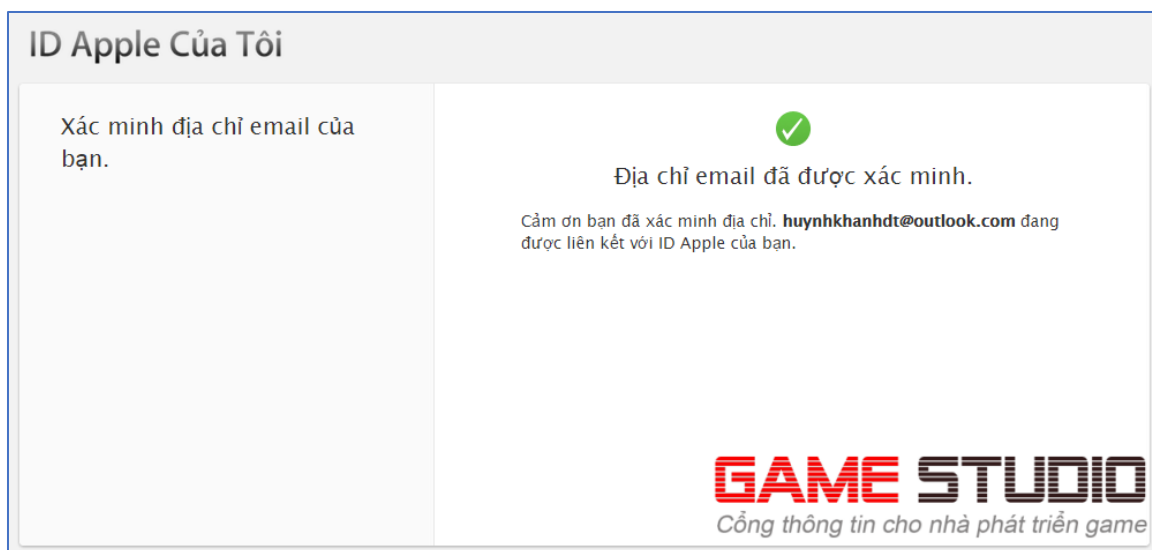 ID Apple Của Tôi
Xác minh địa chỉ email của
bạn.
Địa chỉ email đã được xác minh.
Cảm ơn bạn đã xác minh địa chỉ. huynhkhanhdt@outlook.com đang
được liên kết với ID Apple của bạn.
GAME STUDIO
Cổng thông tin cho nhà phát triển game